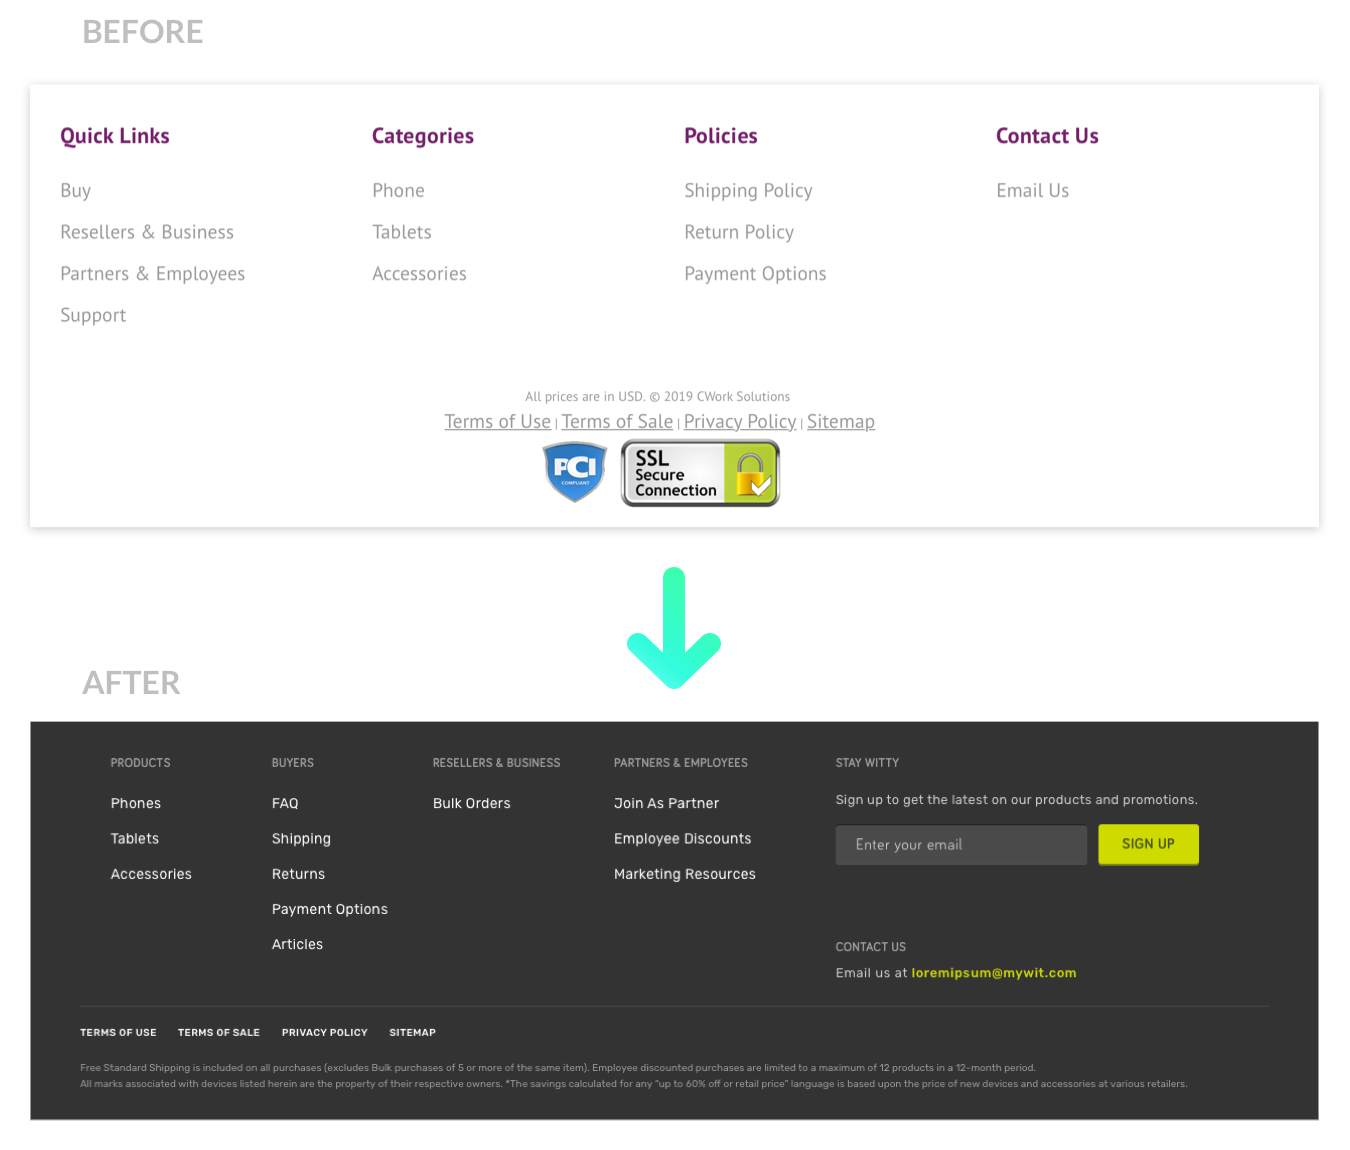 BEFORE
Quick Links
Buy
Resellers & Business
Partners & Employees
Support
Categories
Phone
Tablets
Accessories
Policies
Shipping Policy
Return Policy
Payment Options
Contact Us
Email Us
All prices are in USD. © 2019 CWork Solutions
Terms of Use | Terms of Sale | Privacy Policy | Sitemap
PCI
COMPLIANT
SSL
Secure
Connection
AFTER
PRODUCTS
Phones
Tablets
Accessories
BUYERS
FAQ
Shipping
Returns
Payment Options
Articles
RESELLERS & BUSINESS
Bulk Orders
PARTNERS & EMPLOYEES
Join As Partner
Employee Discounts
Marketing Resources
STAY WITTY
Sign up to get the latest on our products and promotions.
Enter your email
SIGN UP
CONTACT US
Email us at loremipsum@mywit.com
TERMS OF USE TERMS OF SALE PRIVACY POLICY SITEMAP
Free Standard Shipping is included on all purchases (excludes Bulk purchases of 5 or more of the same item). Employee discounted purchases are limited to a maximum of 12 products in a 12-month period.
All marks associated with devices listed herein are the property of their respective owners. *The savings calculated for any "up to 60% off or retail price" language is based upon the price of new devices and accessories at various retailers.